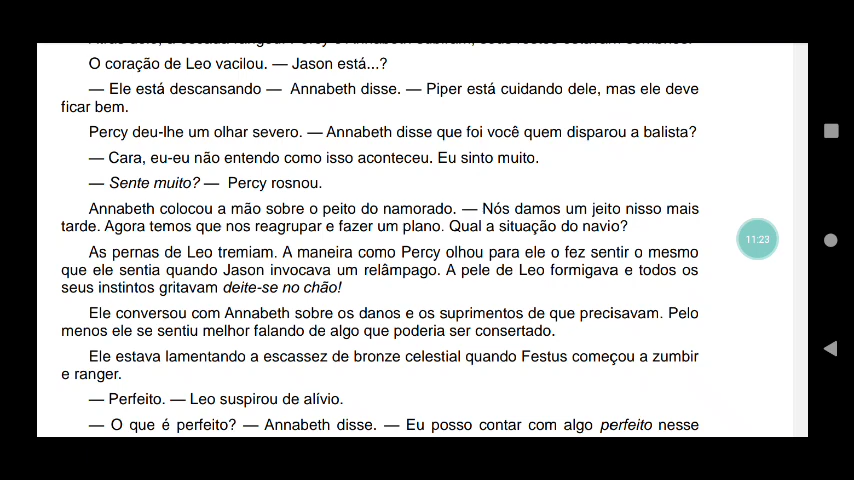 O coração de Leo vacilou. — Jason está...?
— Ele está descansando — Annabeth disse. — Piper está cuidando dele, mas ele deve
ficar bem.
Percy deu-lhe um olhar severo. — Annabeth disse que foi você quem disparou a balista?
— Cara, eu-eu não entendo como isso aconteceu. Eu sinto muito.
— Sente muito? — Percy rosnou.
Annabeth colocou a mão sobre o peito do namorado. — Nós damos um jeito nisso mais
tarde. Agora temos que nos reagrupar e fazer um plano. Qual a situação do navio?
As pernas de Leo tremiam. A maneira como Percy olhou para ele o fez sentir o mesmo
que ele sentia quando Jason invocava um relâmpago. A pele de Leo formigava e todos os
seus instintos gritavam deite-se no chão!
Ele conversou com Annabeth sobre os danos e os suprimentos de que precisavam. Pelo
menos ele se sentiu melhor falando de algo que poderia ser consertado.
Ele estava lamentando a escassez de bronze celestial quando Festus começou a zumbir
e ranger.
— Perfeito. — Leo suspirou de alívio.
— O que é perfeito? — Annabeth disse. — Eu posso contar com algo perfeito nesse
11:23